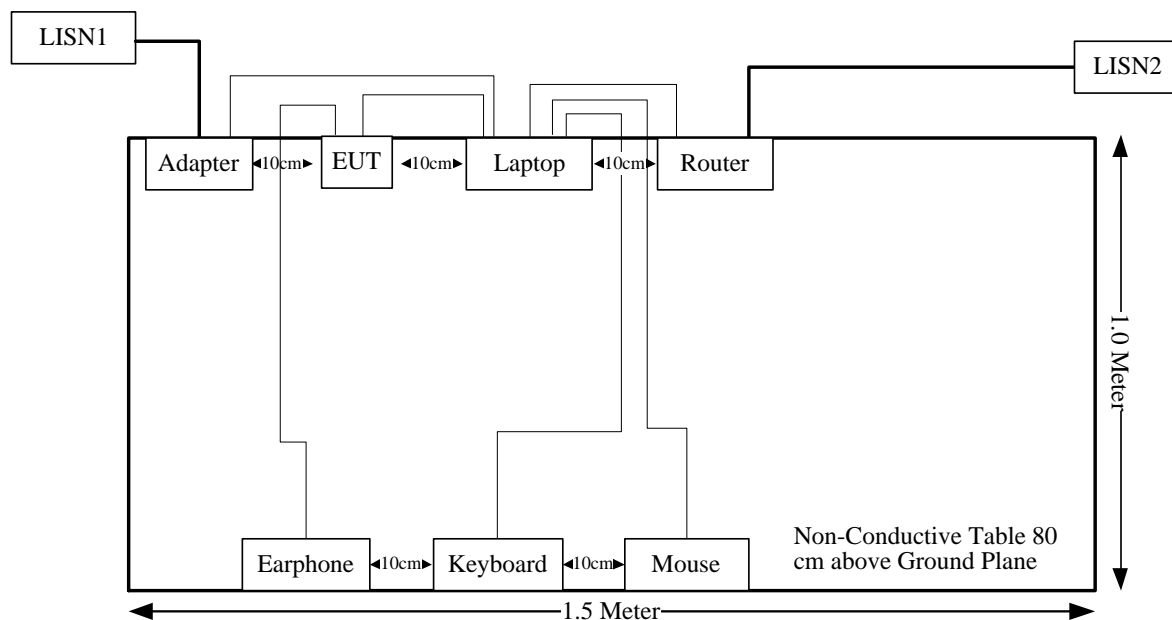 LISN1
LISN2
Adapter
10cm
EUT
10cm
Laptop
10cm
Router
1.0 Meter
Non-Conductive Table 80
cm above Ground Plane
Earphone
10cm
Keyboard
10cm
Mouse
1.5 Meter